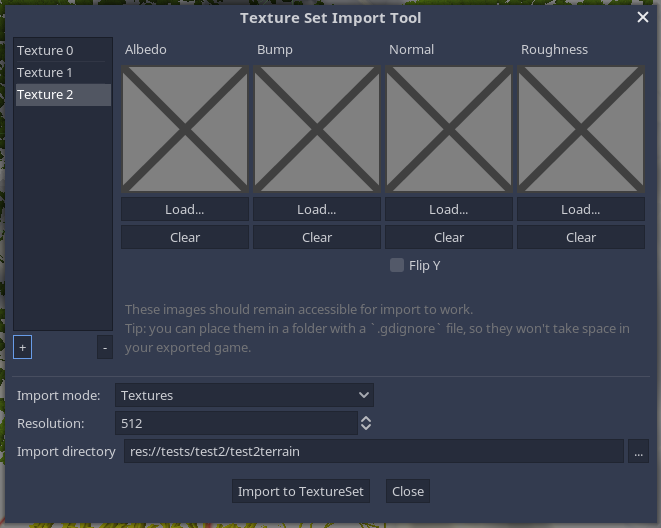 Texture Set Import Tool
Texture 0
Texture 1
Texture 2
Albedo Bump Normal Roughness
Load... Load... Load... Load...
Clear Clear Clear Clear
Flip Y
These images should remain accessible for import to work.
Tip: you can place them in a folder with a `.gdignore` file, so they won't take space in
your exported game.
+ -
Import mode: Textures
Resolution: 512
Import directory res://tests/test2/test2terrain ...
Import to TextureSet Close